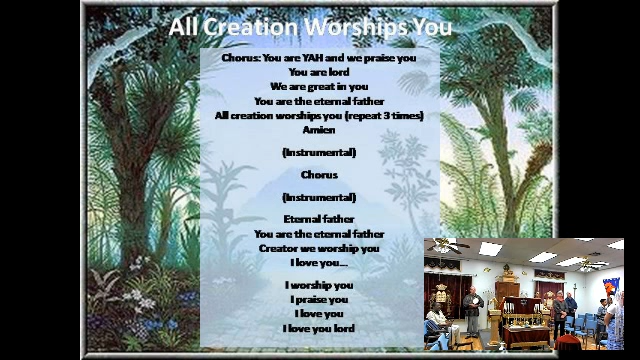 All Creation Worships You
Chorus: You are YAH and we praise you
You are lord
We are great in you
You are the eternal father
All creation worships you (repeat 3 times)
Amien
(Instrumental)
Chorus
(Instrumental)
Eternal father
You are the eternal father
Creator we worship you
I love you...
I worship you
I praise you
I love you
I love you lord